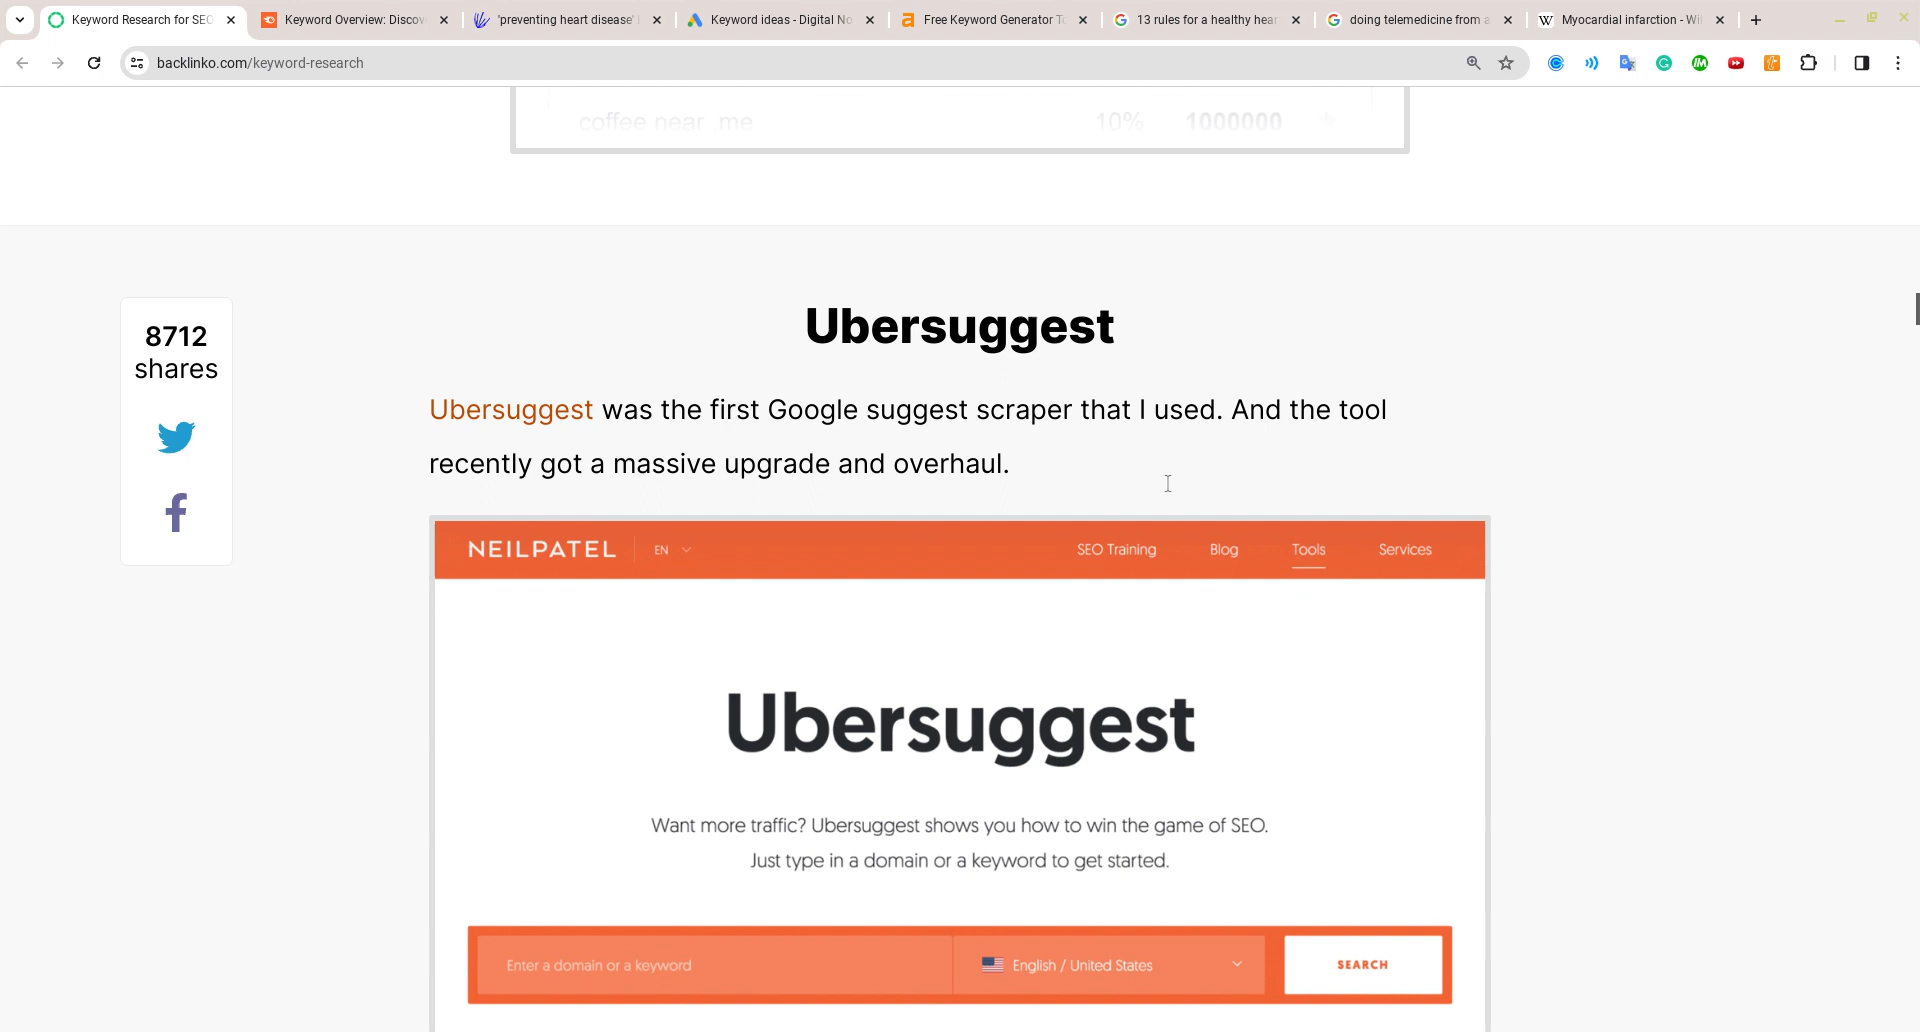 Keyword Research for SEO
Keyword Overview: Discov
'preventing heart disease'
Keyword ideas - Digital No
Free Keyword Generator To
13 rules for a healthy hear
doing telemedicine from a
Myocardial infarction - Wi
backlinko.com/keyword-research
coffee near me 10% 1000000
8712
shares
Ubersuggest
Ubersuggest was the first Google suggest scraper that I used. And the tool
recently got a massive upgrade and overhaul.
NEILPATEL EN SEO Training Blog Tools Services
Ubersuggest
Want more traffic? Ubersuggest shows you how to win the game of SEO.
Just type in a domain or a keyword to get started.
Enter a domain or a keyword English / United States SEARCH